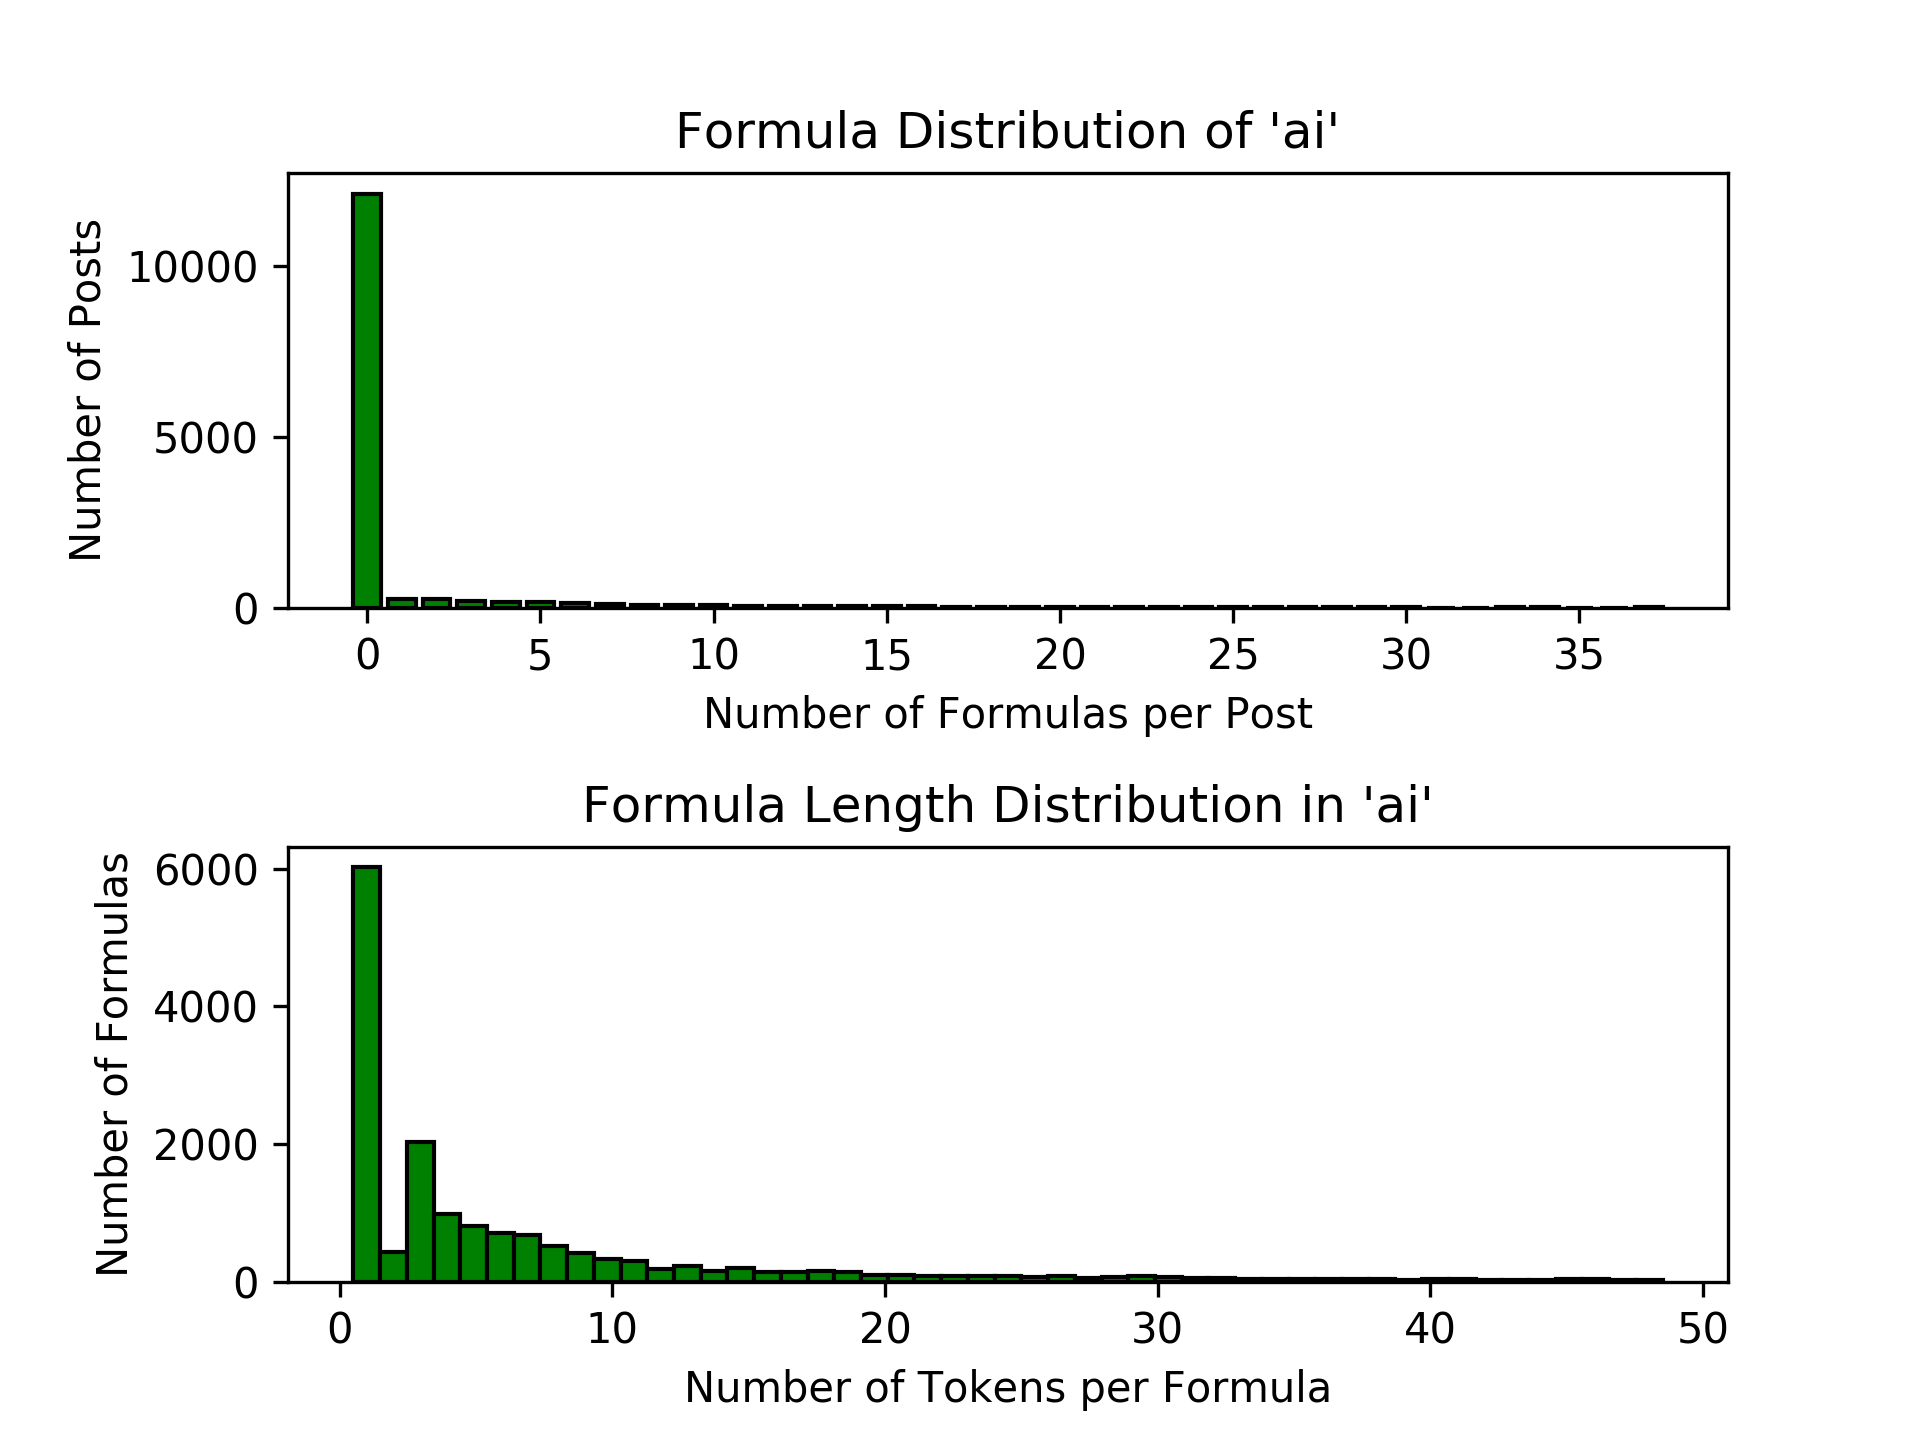 Formula Distribution of 'ai'
Number of Posts
10000
5000
0
0 5 10 15 20 25 30 35
Number of Formulas per Post
Formula Length Distribution in 'ai'
Number of Formulas
6000
4000
2000
0
0 10 20 30 40 50
Number of Tokens per Formula